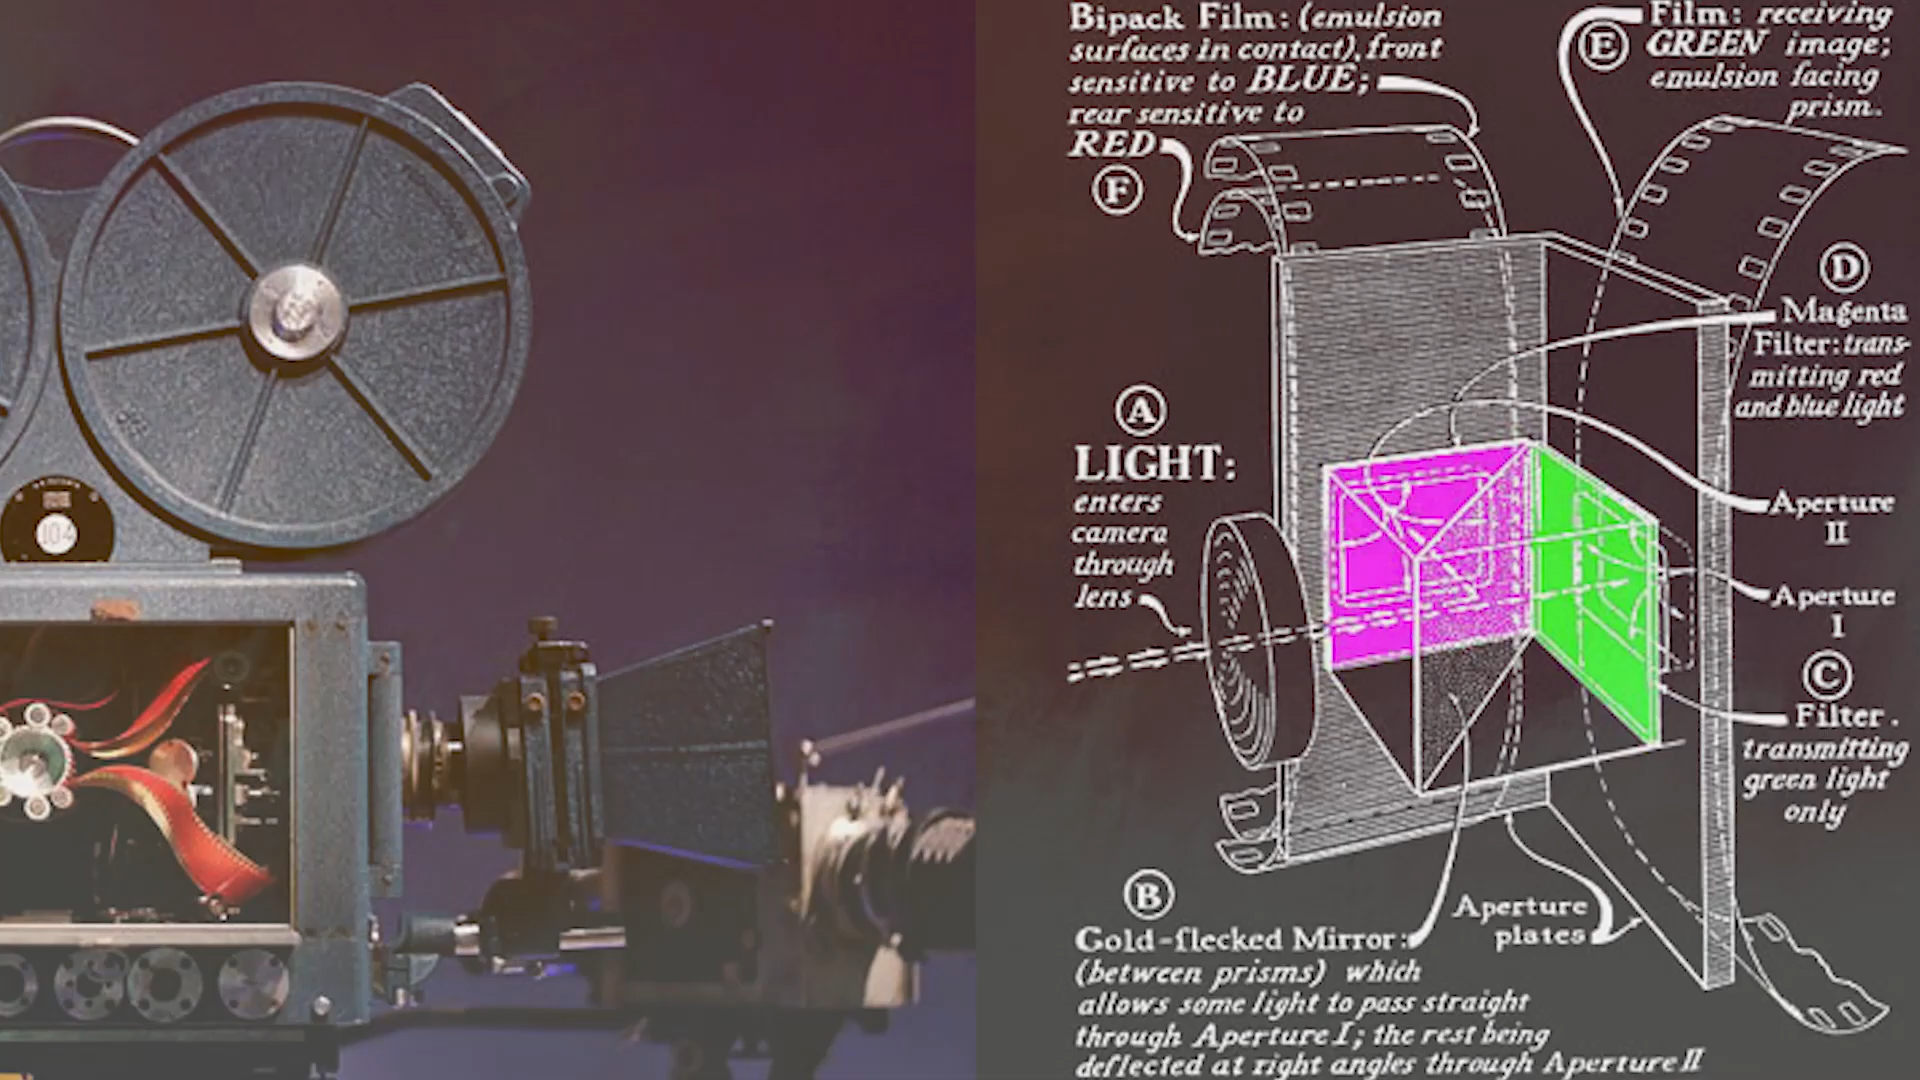 Bipack Film: (emulsion
surfaces in contact), front
sensitive to BLUE;
rear sensitive to
RED
F
E
Film: receiving
GREEN image;
emulsion facing
prism.
D
Magenta
Filter: trans-
mitting red
and blue light
A
LIGHT:
enters
camera
through
lens
Aperture
II
Aperture
I
C
Filter.
transmitting
green light
only
B
Gold-flecked Mirror:
(between prisms) which
allows some light to pass straight
through Aperture I; the rest being
deflected at right angles through Aperture II
Aperture
plates
104